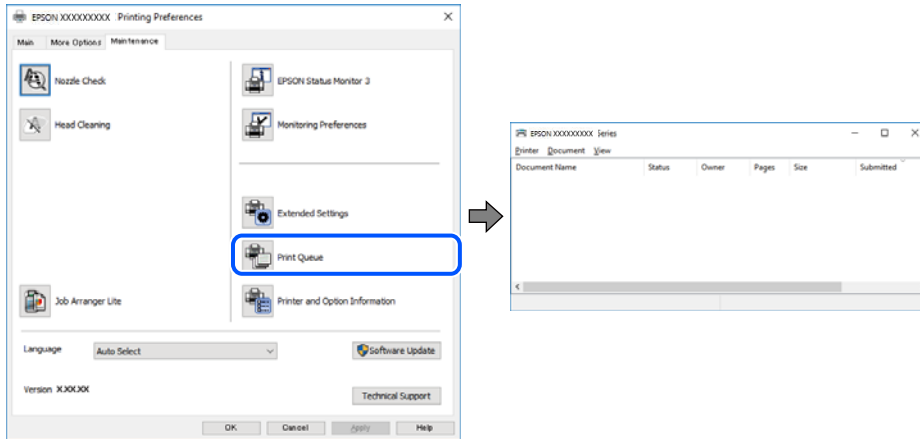 EPSON XXXXXXXXX Printing Preferences
Main More Options Maintenance
Nozzle Check
Head Cleaning
Job Arranger Lite
EPSON Status Monitor 3
Monitoring Preferences
Extended Settings
Print Queue
Printer and Option Information
Language Auto Select Software Update
Version X.XX.XX Technical Support
OK Cancel Apply Help
EPSON XXXXXXXXX Series
Printer Document View
Document Name Status Owner Pages Size Submitted